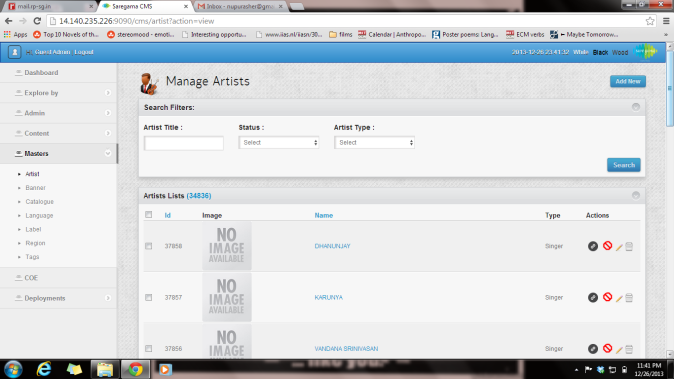 mail.rp-sg.in
Saregama CMS
Inbox - nupurasher@gm
14.140.235.226:9090/cms/artist?action=view
Apps
Top 10 Novels of th
stereomood - emoti
Interesting opportu
www.iias.nl/iiasn/30
films
Calendar | Anthropo
Poster poems: Lang
ECM verbs
← Maybe Tomorrow...
Guest Admin Logout
2013-12-26 23:41:32 White Black Wood
Dashboard
Explore by
Admin
Content
Masters
Artist
Banner
Catalogue
Language
Label
Region
Tags
COE
Deployments
Manage Artists
Add New
Search Filters:
Artist Title :
Status :
Artist Type :
Select
Select
Search
Artists Lists (34836)
Id Image Name Type Actions
37858 NO IMAGE AVAILABLE DHANUNJAY Singer
37857 NO IMAGE AVAILABLE KARUNYA Singer
37856 NO IMAGE VANDANA SRINIVASAN Singer
11:41 PM
12/26/2013